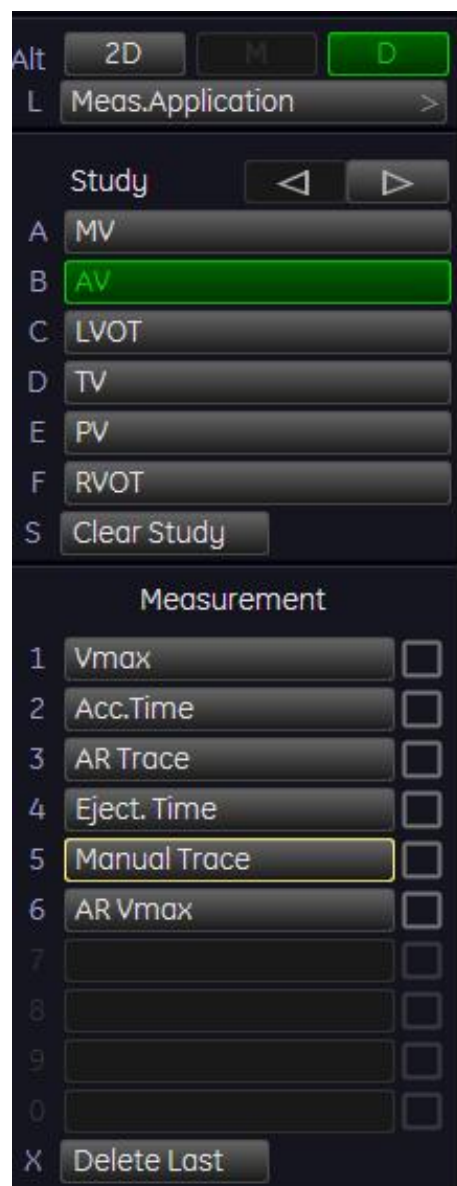 Alt 2D M D
L Meas.Application >
Study
A MV
B AV
C LVOT
D TV
E PV
F RVOT
S Clear Study
Measurement
1 Vmax
2 Acc.Time
3 AR Trace
4 Eject. Time
5 Manual Trace
6 AR Vmax
7
8
9
0
X Delete Last